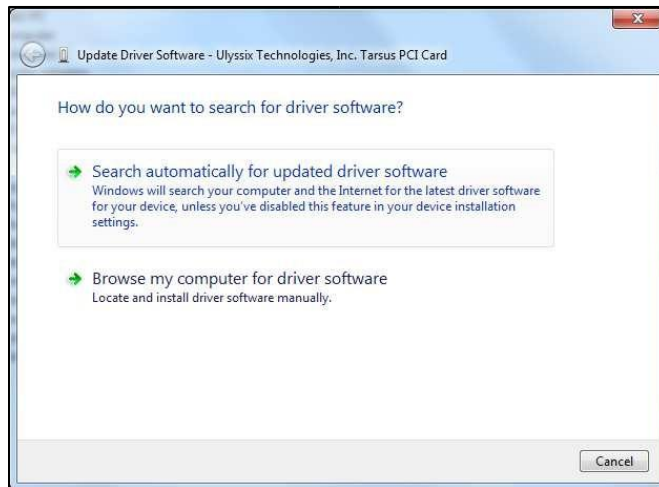 Update Driver Software - Ulyssix Technologies, Inc. Tarsus PCI Card
How do you want to search for driver software?
Search automatically for updated driver software
Windows will search your computer and the Internet for the latest driver software
for your device, unless you've disabled this feature in your device installation
settings.
Browse my computer for driver software
Locate and install driver software manually.
Cancel